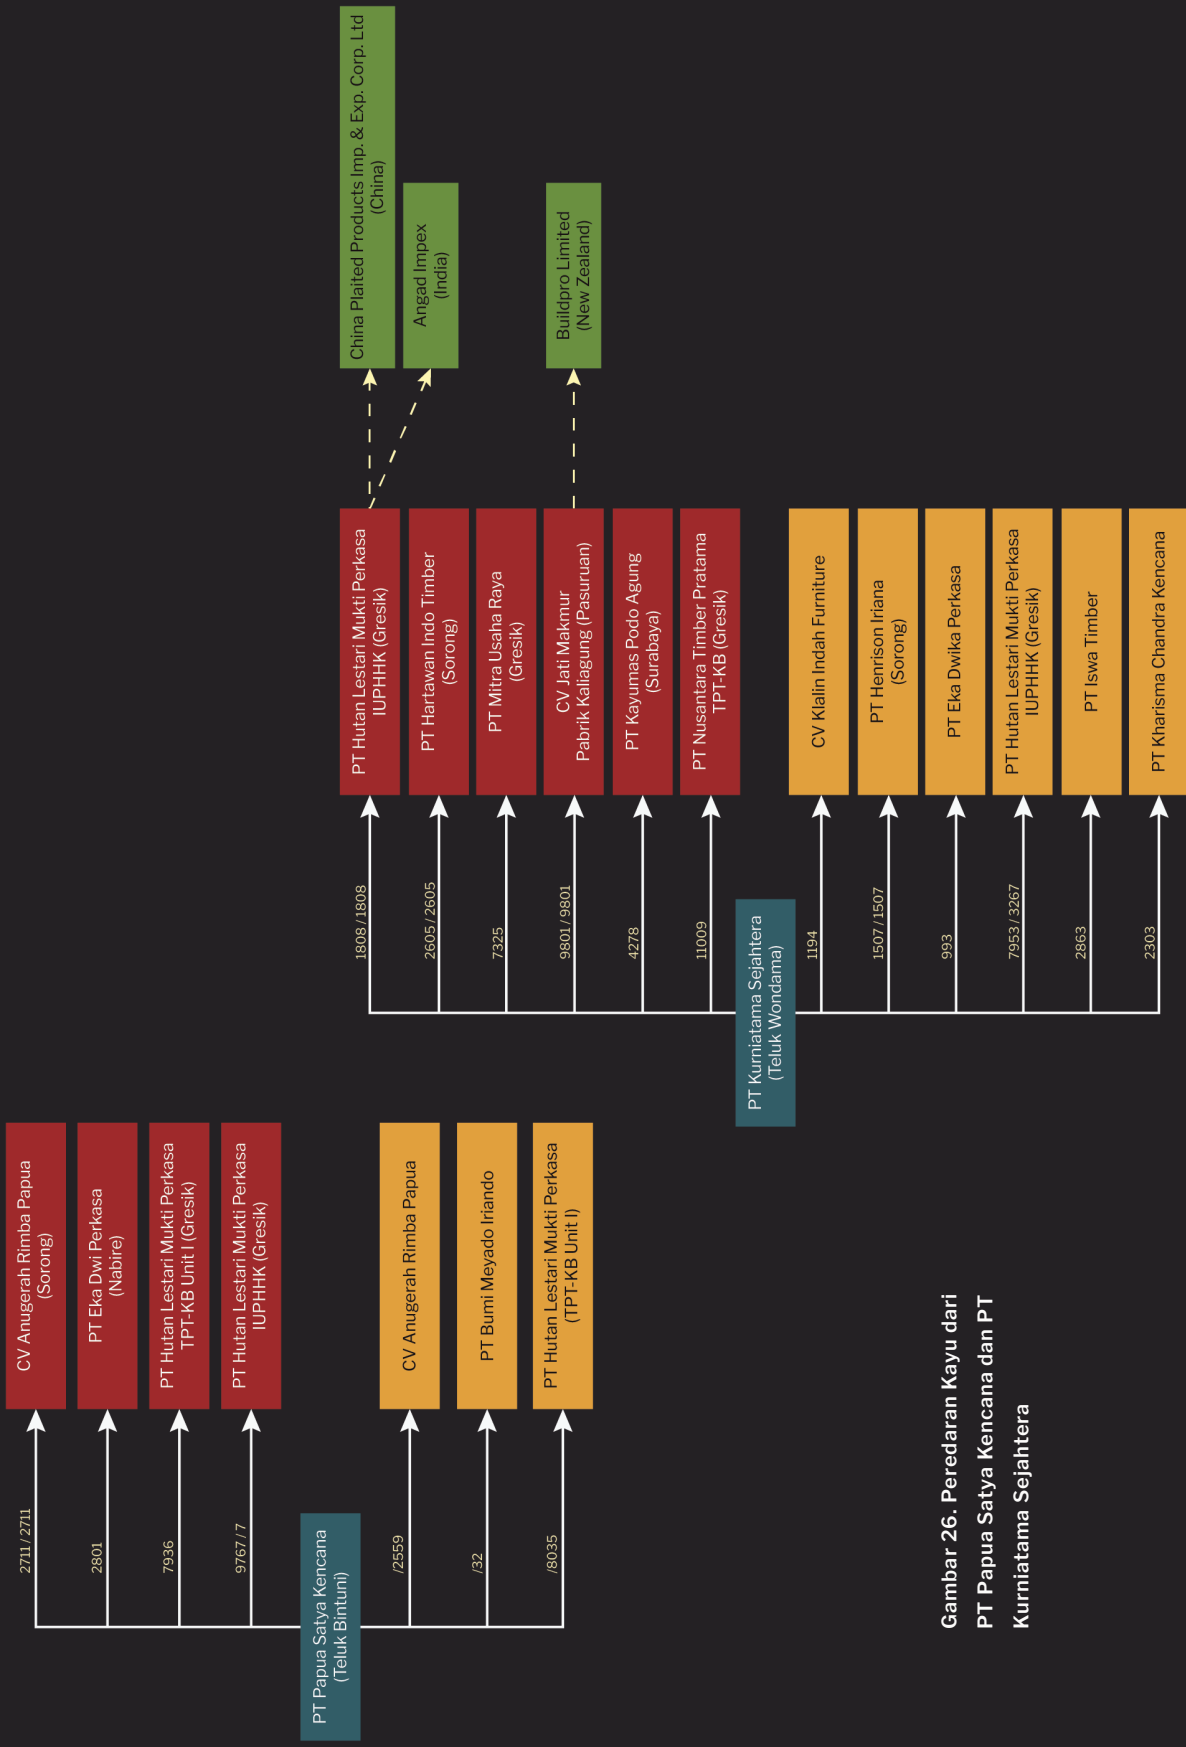 PT Papua Satya Kencana
(Teluk Bintuni)
2711 / 2711
CV Anugerah Rimba Papua
(Sorong)
2801
PT Eka Dwi Perkasa
(Nabire)
7936
PT Hutan Lestari Mukti Perkasa
TPT-KB Unit I (Gresik)
9767 / 7
PT Hutan Lestari Mukti Perkasa
IUPHHK (Gresik)
/2559
CV Anugerah Rimba Papua
/32
PT Bumi Meyado Iriando
/8035
PT Hutan Lestari Mukti Perkasa
(TPT-KB Unit I)
PT Kurniatama Sejahtera
(Teluk Wondama)
1808 / 1808
PT Hutan Lestari Mukti Perkasa
IUPHHK (Gresik)
China Plaited Products Imp. & Exp. Corp. Ltd
(China)
Angad Impex
(India)
2605 / 2605
PT Hartawan Indo Timber
(Sorong)
7325
PT Mitra Usaha Raya
(Gresik)
9801 / 9801
CV Jati Makmur
Pabrik Kaliagung (Pasuruan)
Buildpro Limited
(New Zealand)
4278
PT Kayumas Podo Agung
(Surabaya)
11009
PT Nusantara Timber Pratama
TPT-KB (Gresik)
1194
CV Klalin Indah Furniture
1507 / 1507
PT Henrison Iriana
(Sorong)
993
PT Eka Dwika Perkasa
7953 / 3267
PT Hutan Lestari Mukti Perkasa
IUPHHK (Gresik)
2863
PT Iswa Timber
2303
PT Kharisma Chandra Kencana
Gambar 26. Peredaran Kayu dari
PT Papua Satya Kencana dan PT
Kurniatama Sejahtera